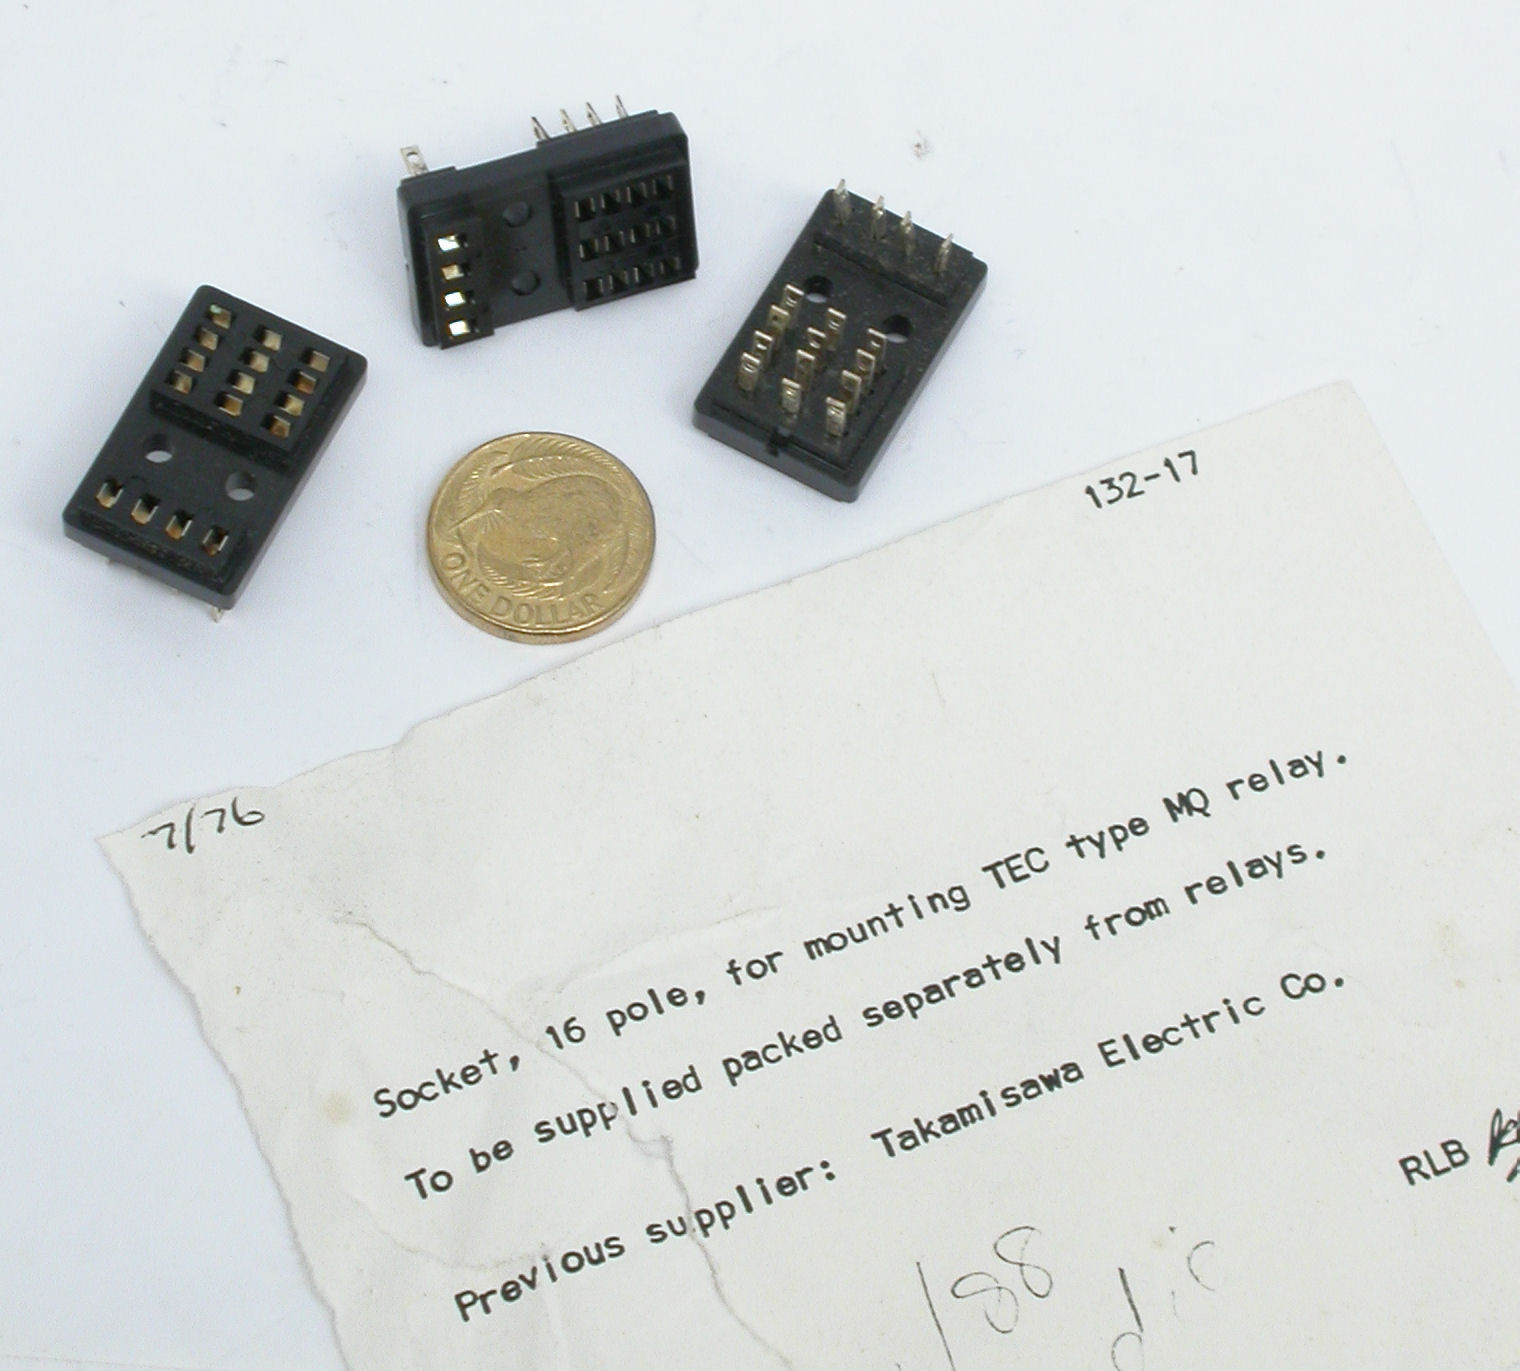 ONE DOLLAR
132-17
7/76
Socket, 16 pole, for mounting TEC type MQ relay.
To be supplied packed separately from relays.
Previous supplier: Takamisawa Electric Co.
RLB
188